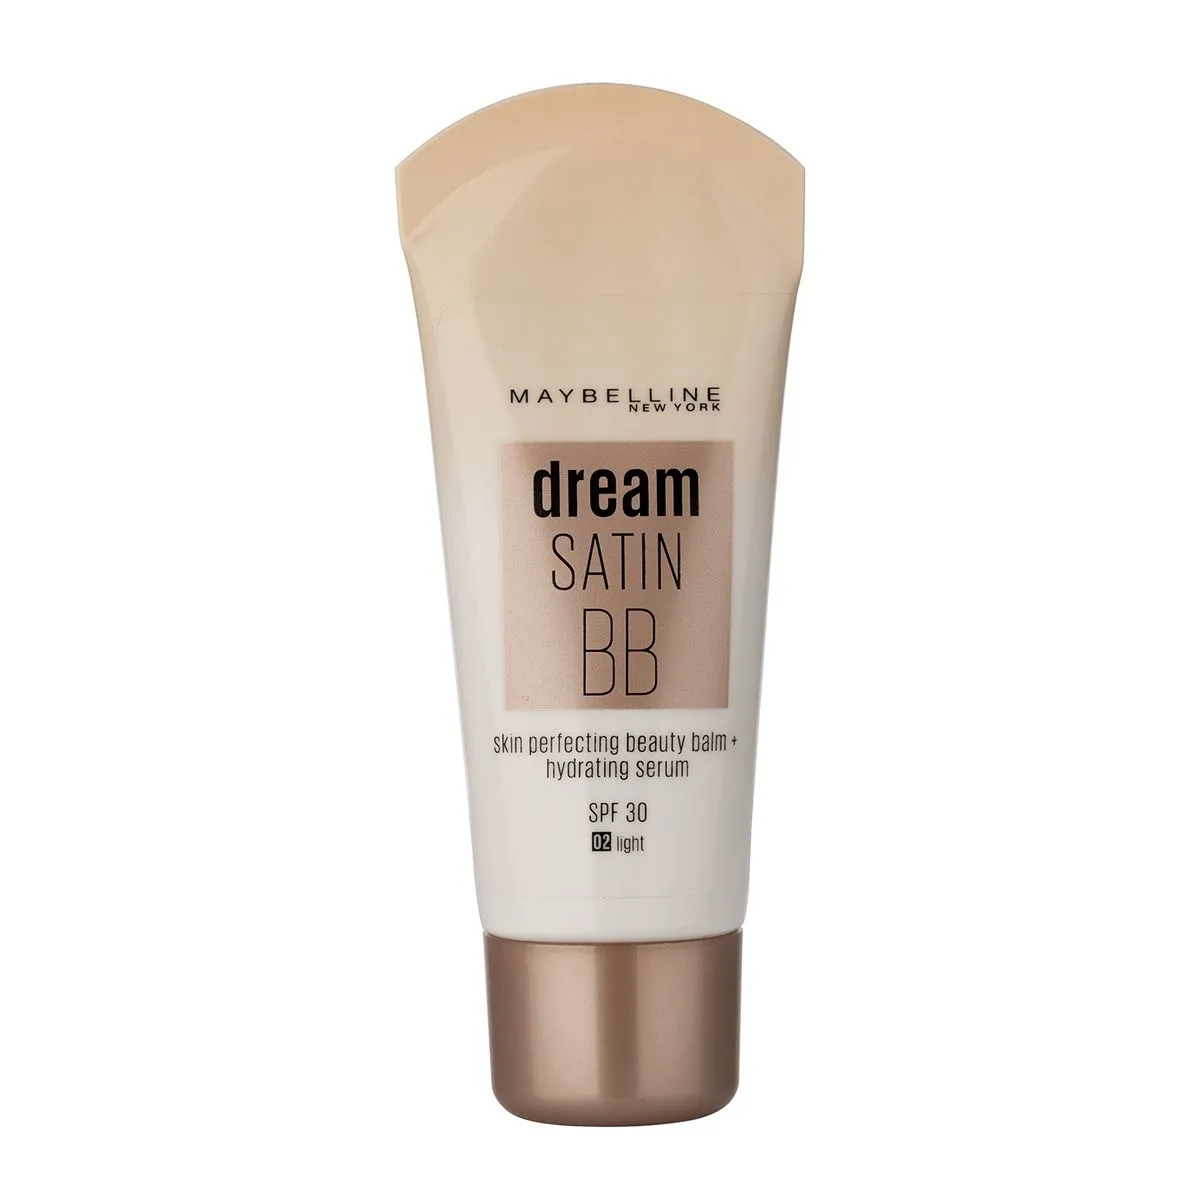 MAYBELLINE
NEW YORK
dream
SATIN
BB
skin perfecting beauty balm +
hydrating serum
SPF 30
02 light